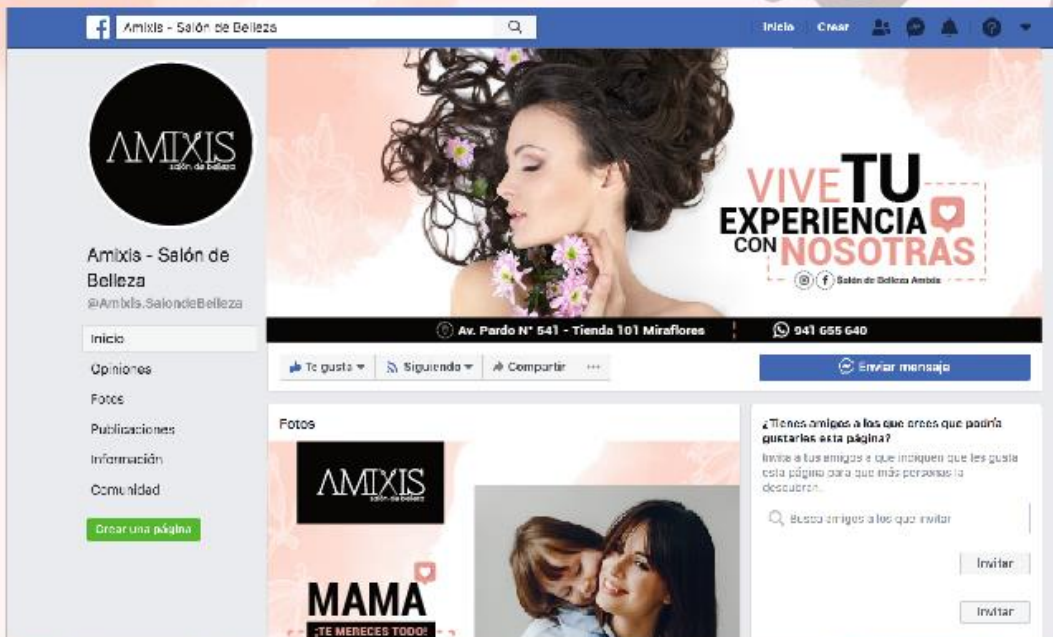 Amixis - Salón de Belleza
Inicio Crear
AMIXIS
salón de belleza
Amixis - Salón de
Belleza
@Amixis.SalondeBelleza
Inicio
Opiniones
Fotos
Publicaciones
Información
Comunidad
Crear una página
VIVE TU
EXPERIENCIA
CON NOSOTRAS
Salón de Belleza Amixis
Av. Pardo N° 541 - Tienda 101 Miraflores
941 655 640
Te gusta Siguiendo Compartir ...
Enviar mensaje
Fotos
AMIXIS
salón de belleza
MAMA
¡TE MERECES TODO!
¿Tienes amigos a los que crees que podría
gustarles esta página?
Invita a tus amigos a que indiquen que les gusta
esta página para que más personas la
descubran.
Busca amigos a los que invitar
Invitar
Invitar